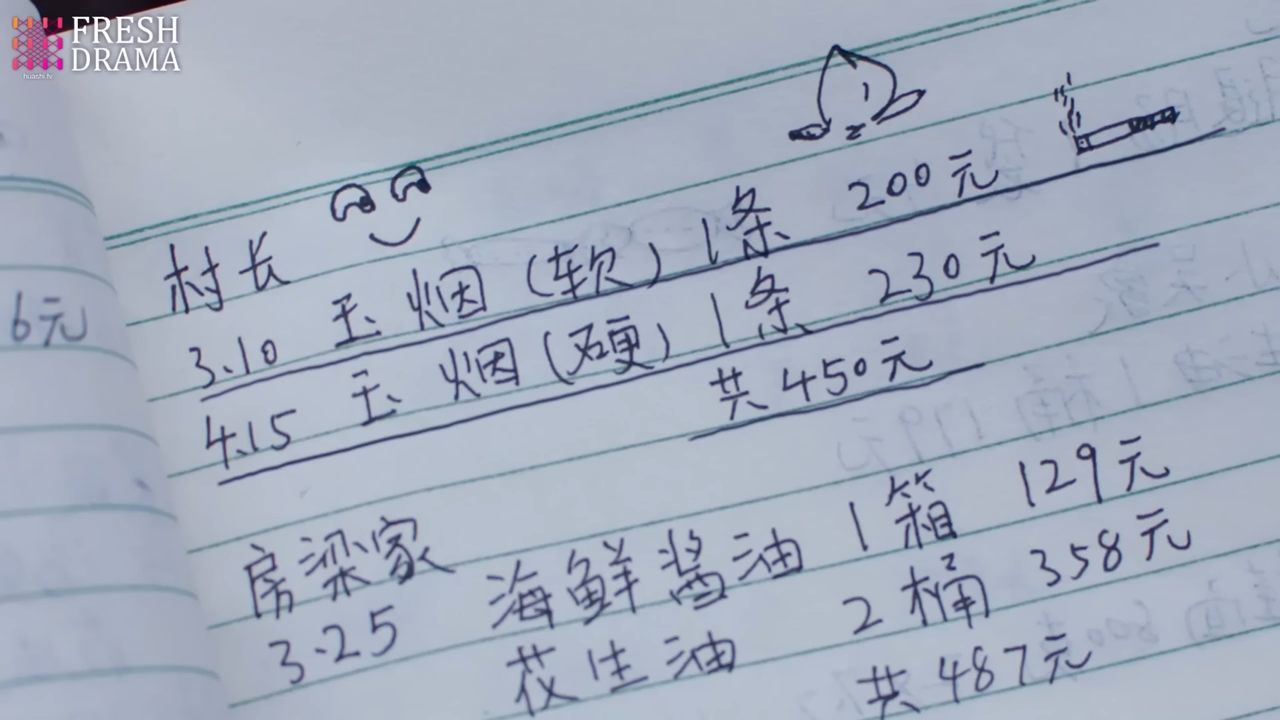 FRESH
DRAMA
huashi.tv
6元
村长
3.10 玉烟(软)1条 200元
4.15 玉烟(硬)1条 230元
共450元
房梁家
3.25 海鲜酱油 1箱 129元
花生油 2桶 358元
共487元